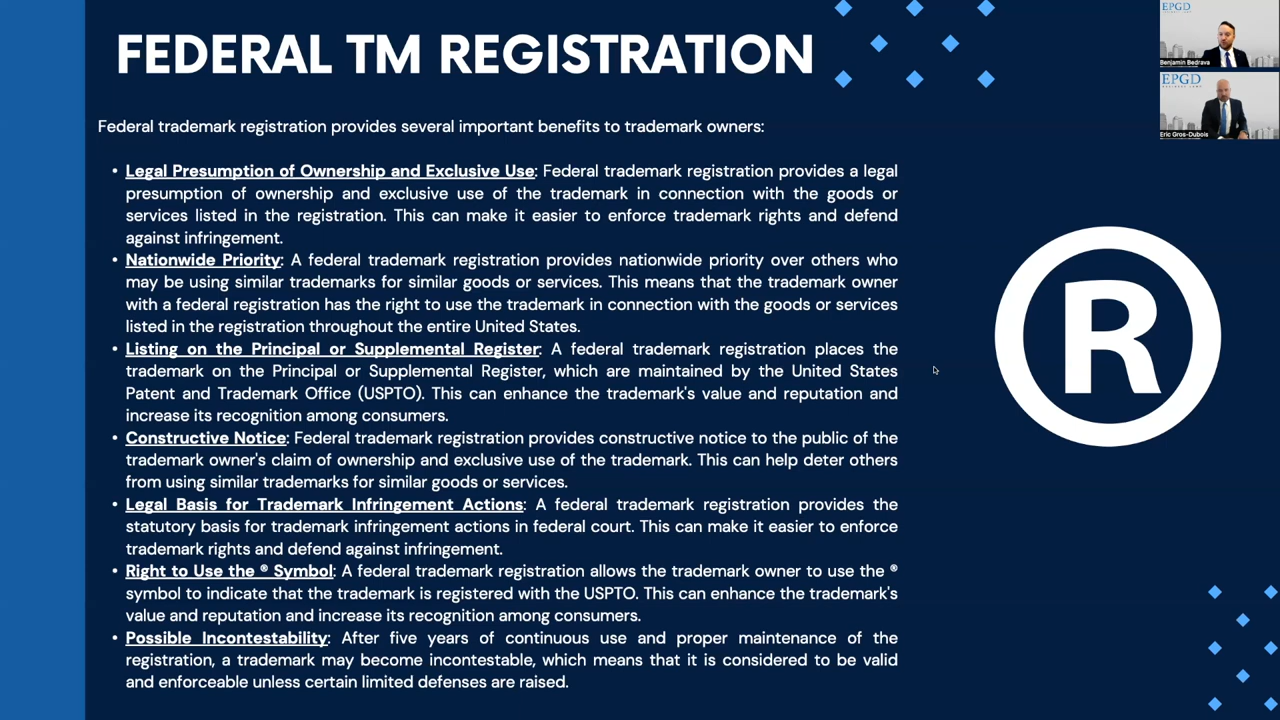 FEDERAL TM REGISTRATION
Federal trademark registration provides several important benefits to trademark owners:
• Legal Presumption of Ownership and Exclusive Use: Federal trademark registration provides a legal
presumption of ownership and exclusive use of the trademark in connection with the goods or
services listed in the registration. This can make it easier to enforce trademark rights and defend
against infringement.
• Nationwide Priority: A federal trademark registration provides nationwide priority over others who
may be using similar trademarks for similar goods or services. This means that the trademark owner
with a federal registration has the right to use the trademark in connection with the goods or services
listed in the registration throughout the entire United States.
• Listing on the Principal or Supplemental Register: A federal trademark registration places the
trademark on the Principal or Supplemental Register, which are maintained by the United States
Patent and Trademark Office (USPTO). This can enhance the trademark's value and reputation and
increase its recognition among consumers.
• Constructive Notice: Federal trademark registration provides constructive notice to the public of the
trademark owner's claim of ownership and exclusive use of the trademark. This can help deter others
from using similar trademarks for similar goods or services.
• Legal Basis for Trademark Infringement Actions: A federal trademark registration provides the
statutory basis for trademark infringement actions in federal court. This can make it easier to enforce
trademark rights and defend against infringement.
• Right to Use the ® Symbol: A federal trademark registration allows the trademark owner to use the ®
symbol to indicate that the trademark is registered with the USPTO. This can enhance the trademark's
value and reputation and increase its recognition among consumers.
• Possible Incontestability: After five years of continuous use and proper maintenance of the
registration, a trademark may become incontestable, which means that it is considered to be valid
and enforceable unless certain limited defenses are raised.
®
EPGD
Benjamin Bedrava
EPGD
Eric Gros-Dubois